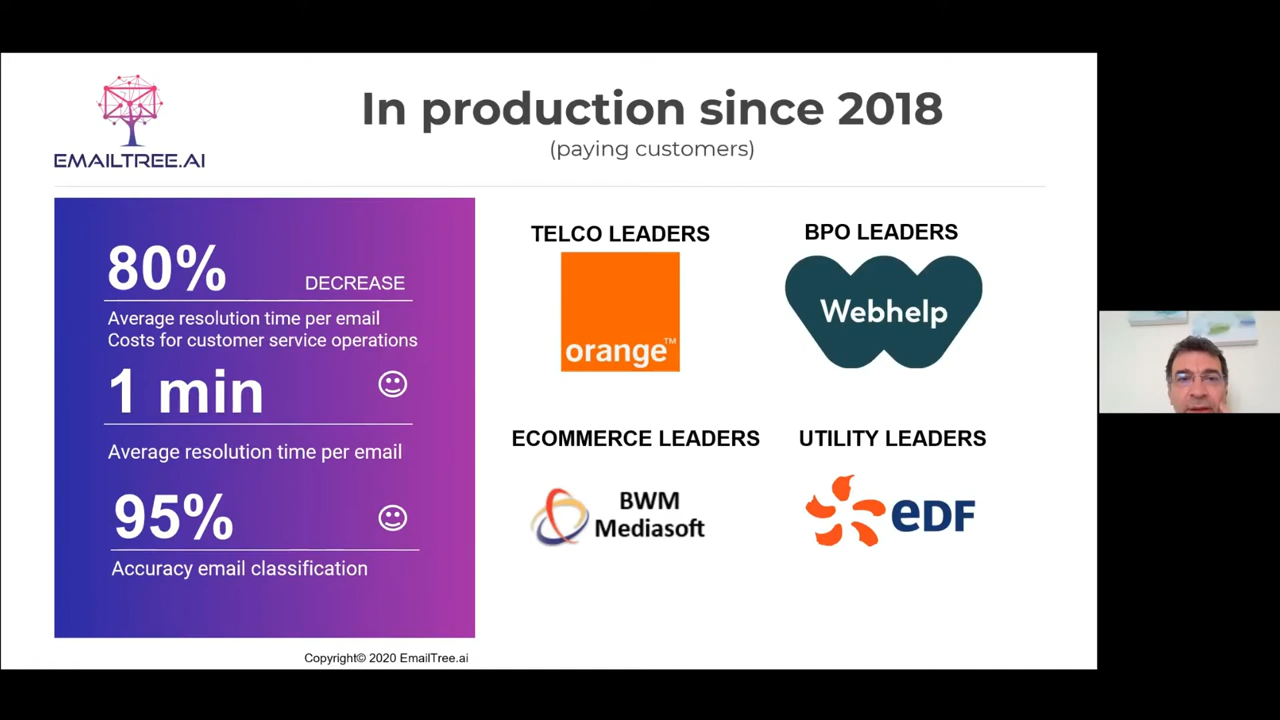 EMAILTREE.AI
In production since 2018
(paying customers)
80%
DECREASE
Average resolution time per email
Costs for customer service operations
1 min
Average resolution time per email
95%
Accuracy email classification
TELCO LEADERS
orange™
BPO LEADERS
Webhelp
ECOMMERCE LEADERS
BWM
Mediasoft
UTILITY LEADERS
eDF
Copyright© 2020 EmailTree.ai